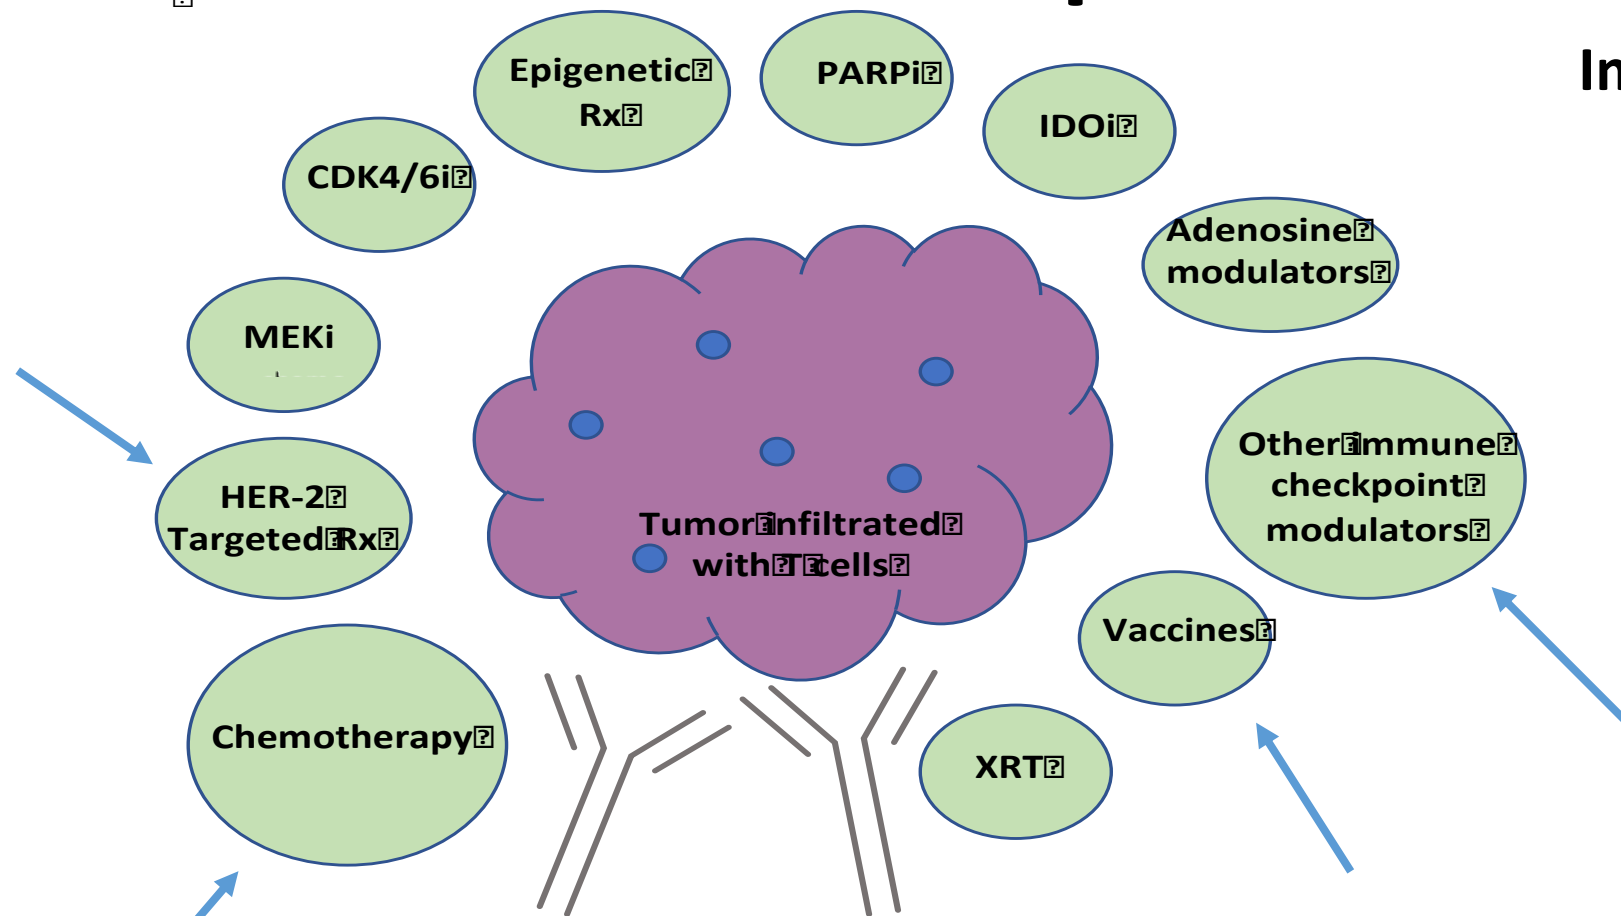 In
Epigenetic
Rx
PARPi
IDOi
CDK4/6i
Adenosine
modulators
MEKi
Other immune
checkpoint
modulators
HER-2
Targeted Rx
Tumor infiltrated
with T cells
Vaccines
Chemotherapy
XRT